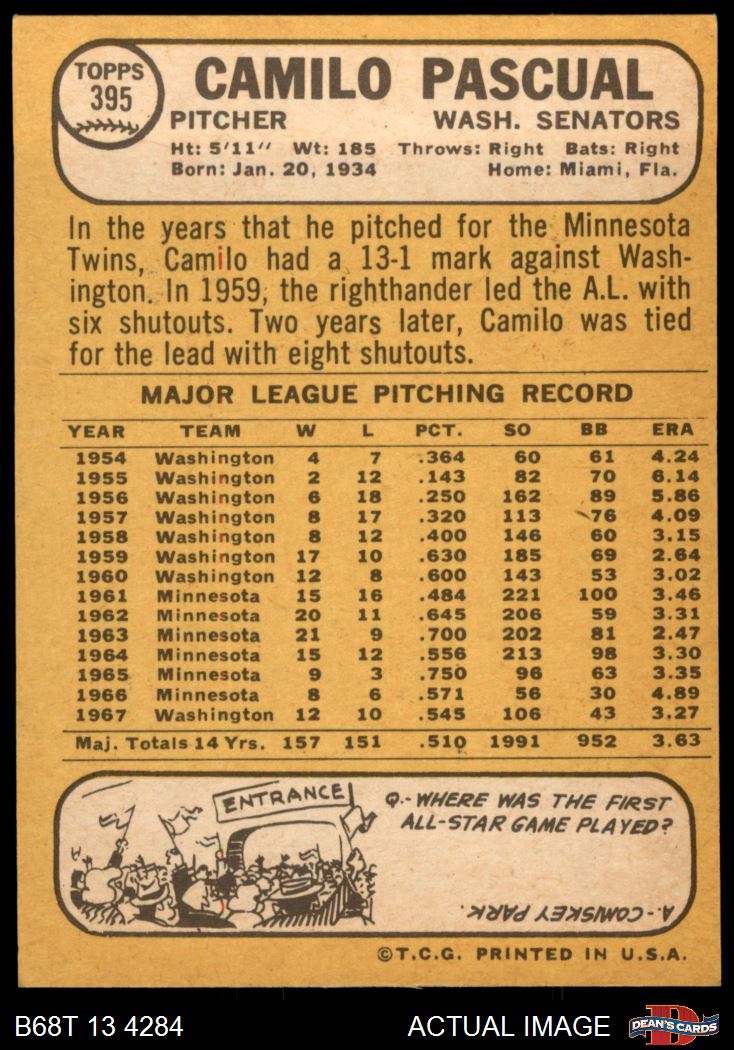 TOPPS
395
CAMILO PASCUAL
PITCHER WASH. SENATORS
Ht: 5'11" Wt: 185 Throws: Right Bats: Right
Born: Jan. 20, 1934 Home: Miami, Fla.
In the years that he pitched for the Minnesota
Twins, Camilo had a 13-1 mark against Wash-
ington. In 1959, the righthander led the A.L. with
six shutouts. Two years later, Camilo was tied
for the lead with eight shutouts.
MAJOR LEAGUE PITCHING RECORD
YEAR TEAM W L PCT. SO BB ERA
1954 Washington 4 7 .364 60 61 4.24
1955 Washington 2 12 .143 82 70 6.14
1956 Washington 6 18 .250 162 89 5.86
1957 Washington 8 17 .320 113 76 4.09
1958 Washington 8 12 .400 146 60 3.15
1959 Washington 17 10 .630 185 69 2.64
1960 Washington 12 8 .600 143 53 3.02
1961 Minnesota 15 16 .484 221 100 3.46
1962 Minnesota 20 11 .645 206 59 3.31
1963 Minnesota 21 9 .700 202 81 2.47
1964 Minnesota 15 12 .556 213 98 3.30
1965 Minnesota 9 3 .750 96 63 3.35
1966 Minnesota 8 6 .571 56 30 4.89
1967 Washington 12 10 .545 106 43 3.27
Maj. Totals 14 Yrs. 157 151 .510 1991 952 3.63
ENTRANCE
Q.-WHERE WAS THE FIRST
ALL-STAR GAME PLAYED?
A.-COMISKEY PARK.
©T.C.G. PRINTED IN U.S.A.
B68T 13 4284 ACTUAL IMAGE DEAN'S CARDS